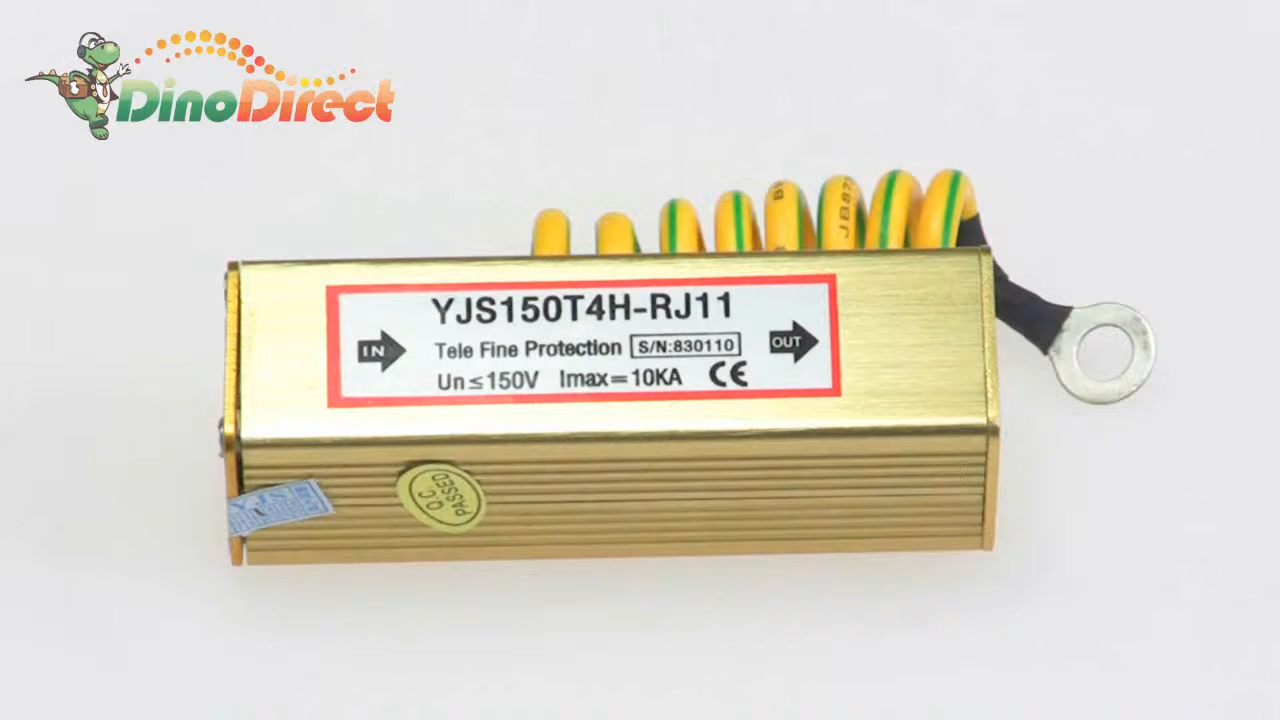 DinoDirect
YJS150T4H-RJ11
IN
Tele Fine Protection S/N:830110
OUT
Un≤150V Imax=10KA CE
Q.C
PASSED